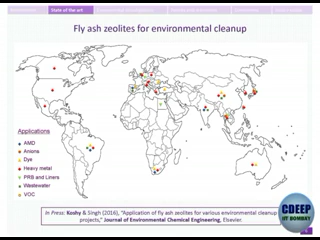 State of the art
Fly ash zeolites for environmental cleanup
Applications
AMD
Anions
Dye
Heavy metal
PRB and Liners
Wastewater
VOC
In Press: Koshy & Singh (2016), "Application of fly ash zeolites for various environmental cleanup
projects," Journal of Environmental Chemical Engineering, Elsevier.
CDEEP
IIT BOMBAY